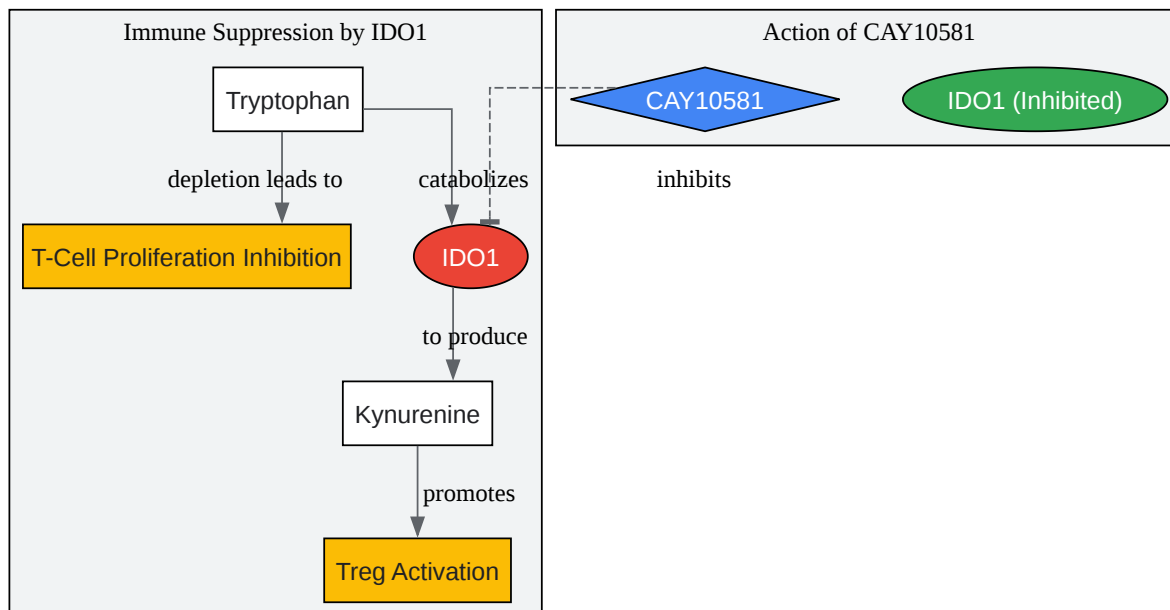 Immune Suppression by IDO1
Action of CAY10581
Tryptophan
CAY10581
IDO1 (Inhibited)
depletion leads to
catabolizes
inhibits
T-Cell Proliferation Inhibition
IDO1
to produce
Kynurenine
promotes
Treg Activation